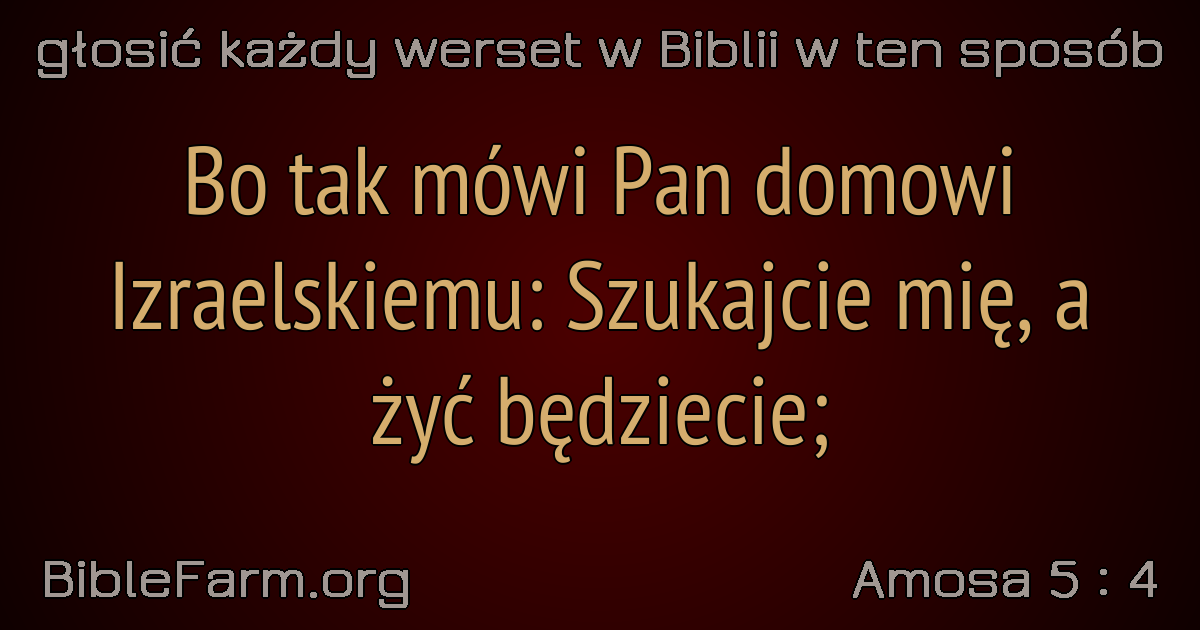 głosić każdy werset w Biblii w ten sposób
Bo tak mówi Pan domowi
Izraelskiemu: Szukajcie mię, a
żyć będziecie;
BibleFarm.org
Amosa 5 : 4